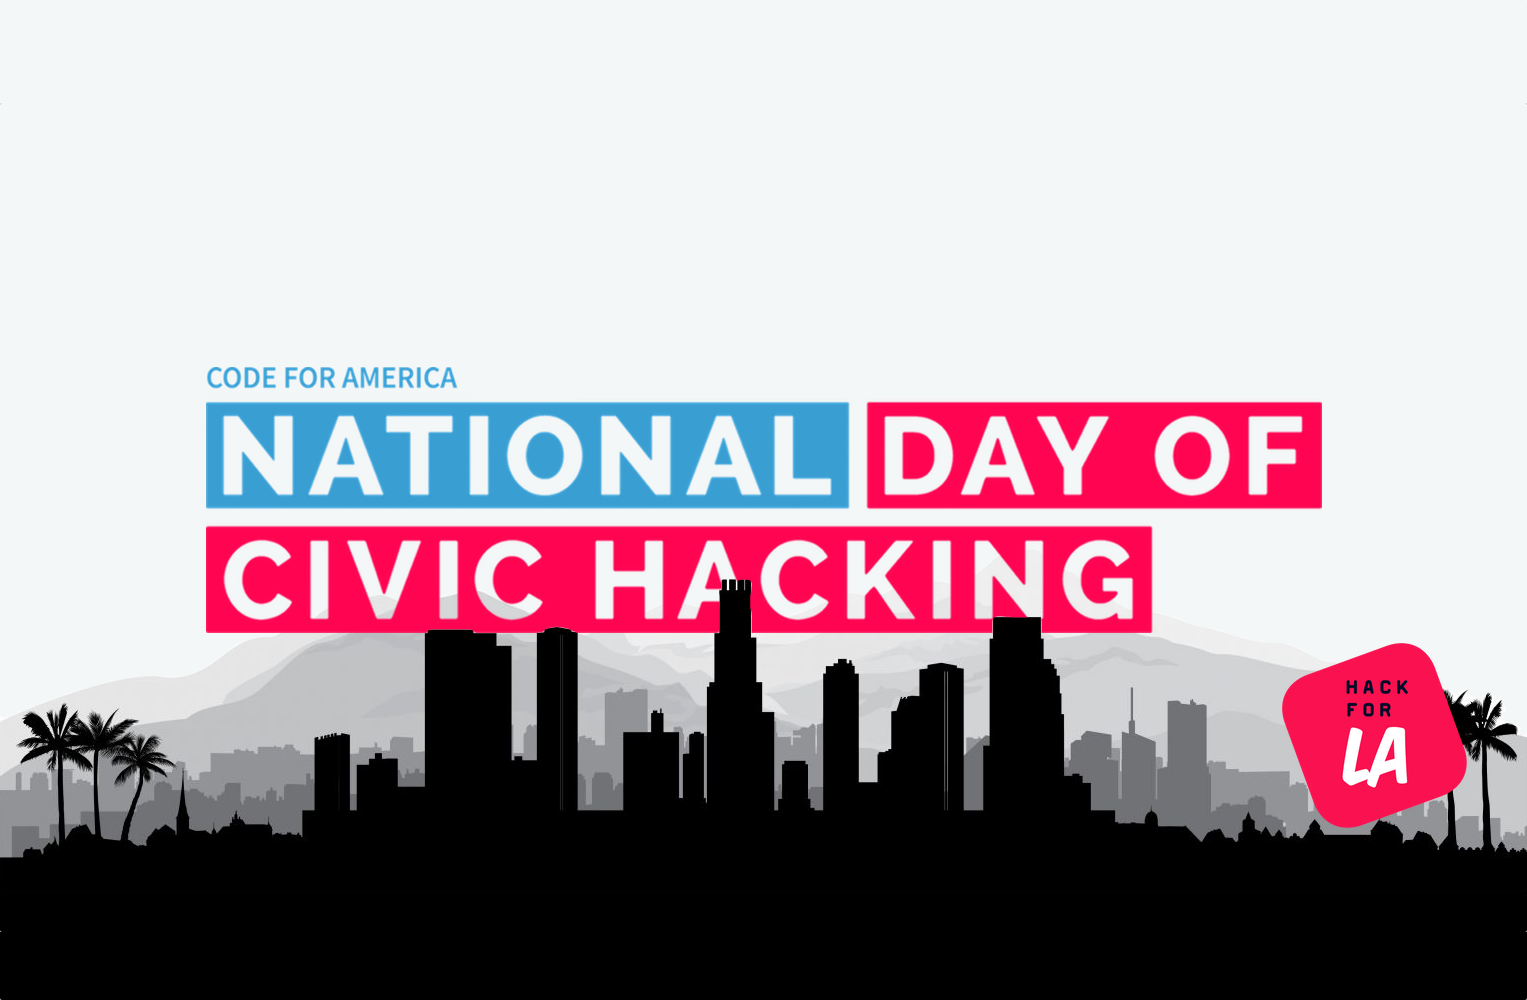 CODE FOR AMERICA
NATIONAL DAY OF
CIVIC HACKING
HACK
FOR
LA